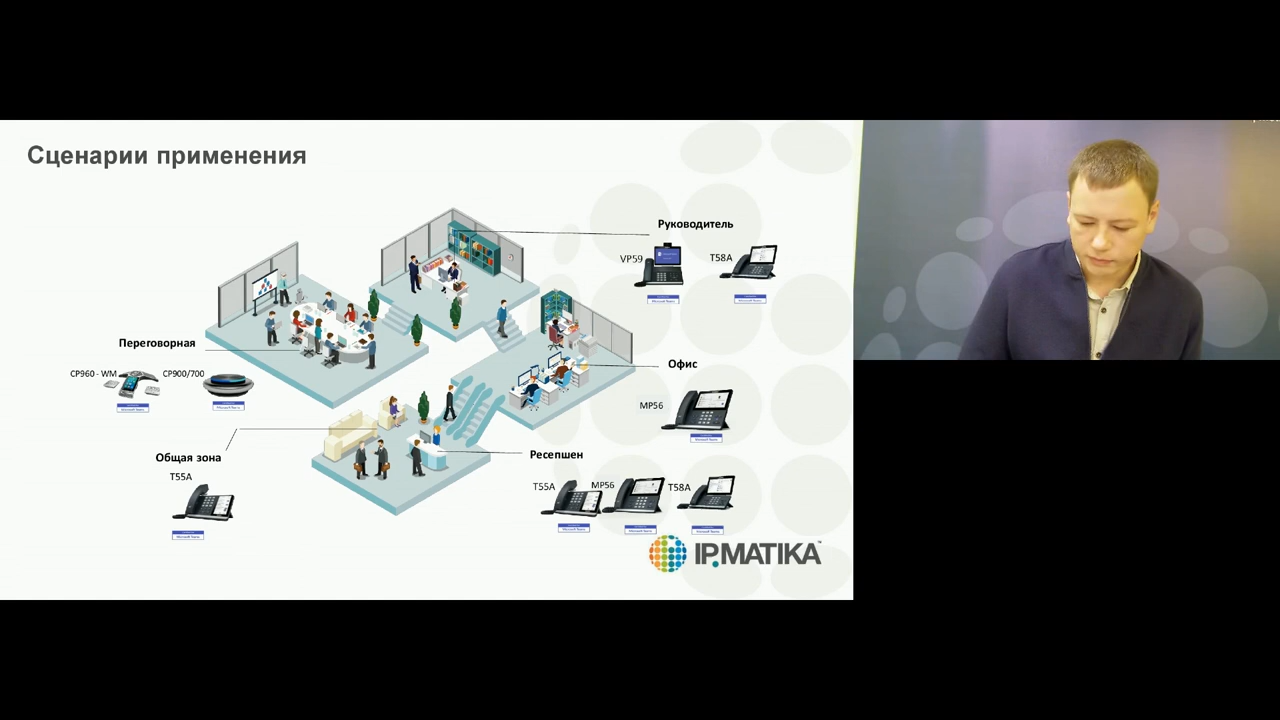 Сценарии применения
Руководитель
VP59
T58A
Переговорная
CP960 - WM
CP900/700
Офис
MP56
Общая зона
T55A
Ресепшен
T55A
MP56
T58A
IP.MATIKA™